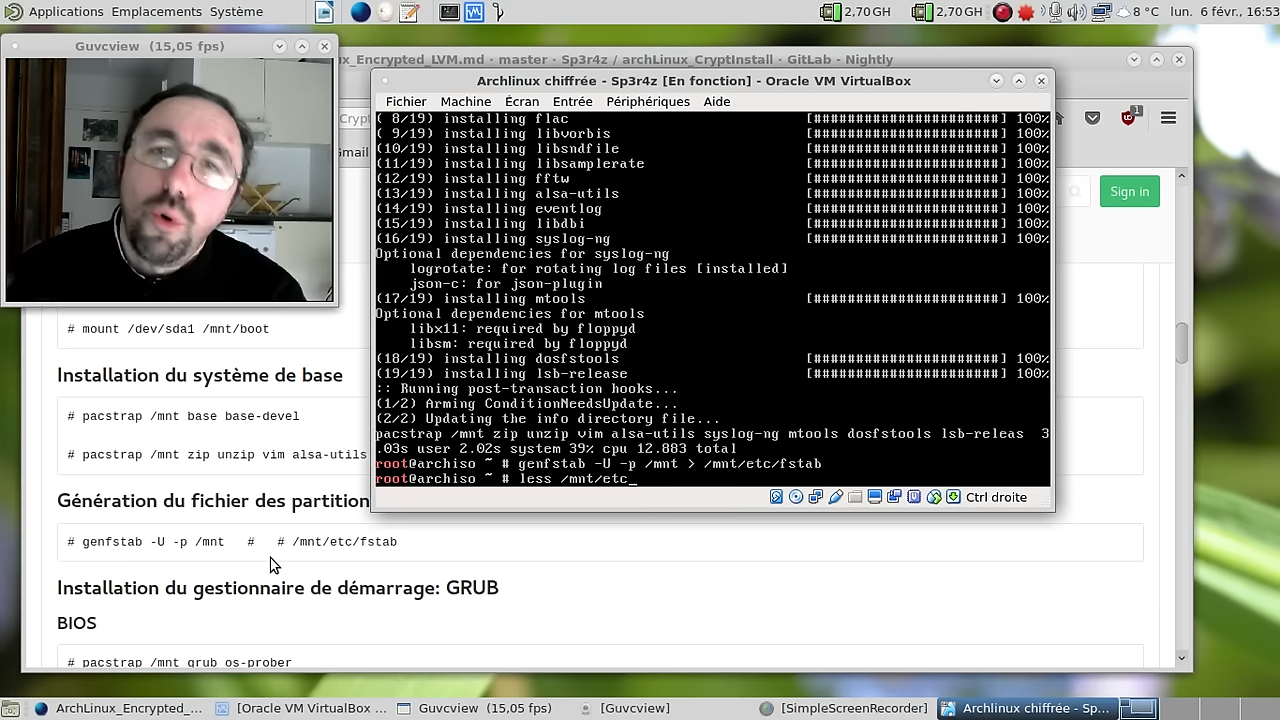 Applications Emplacements Système
2,70 GH
2,70 GH
8 °C
lun. 6 févr., 16:53
Guvcview (15,05 fps)
x_Encrypted_LVM.md · master · Sp3r4z / archLinux_CryptInstall · GitLab - Nightly
Archlinux chiffrée - Sp3r4z [En fonction] - Oracle VM VirtualBox
Fichier Machine Écran Entrée Périphériques Aide
Crypt
1
Gmail
Sign in
( 8/19) installing flac [#######################] 100%
( 9/19) installing libvorbis [#######################] 100%
(10/19) installing libsndfile [#######################] 100%
(11/19) installing libsamplerate [#######################] 100%
(12/19) installing fftw [#######################] 100%
(13/19) installing alsa-utils [#######################] 100%
(14/19) installing eventlog [#######################] 100%
(15/19) installing libdbi [#######################] 100%
(16/19) installing syslog-ng [#######################] 100%
Optional dependencies for syslog-ng
logrotate: for rotating log files [installed]
json-c: for json-plugin
(17/19) installing mtools [#######################] 100%
Optional dependencies for mtools
libx11: required by floppyd
libsm: required by floppyd
(18/19) installing dosfstools [#######################] 100%
(19/19) installing lsb-release [#######################] 100%
:: Running post-transaction hooks...
(1/2) Arming ConditionNeedsUpdate...
(2/2) Updating the info directory file...
pacstrap /mnt zip unzip vim alsa-utils syslog-ng mtools dosfstools lsb-releas 3
.03s user 2.02s system 39% cpu 12.883 total
root@archiso ~ # genfstab -U -p /mnt > /mnt/etc/fstab
root@archiso ~ # less /mnt/etc_
Ctrl droite
# mount /dev/sda1 /mnt/boot
Installation du système de base
# pacstrap /mnt base base-devel
# pacstrap /mnt zip unzip vim alsa-utils
Génération du fichier des partition
# genfstab -U -p /mnt # # /mnt/etc/fstab
Installation du gestionnaire de démarrage: GRUB
BIOS
# pacstrap /mnt grub os-prober
ArchLinux_Encrypted_...
[Oracle VM VirtualBox ...
Guvcview (15,05 fps)
[Guvcview]
[SimpleScreenRecorder]
Archlinux chiffrée - Sp...